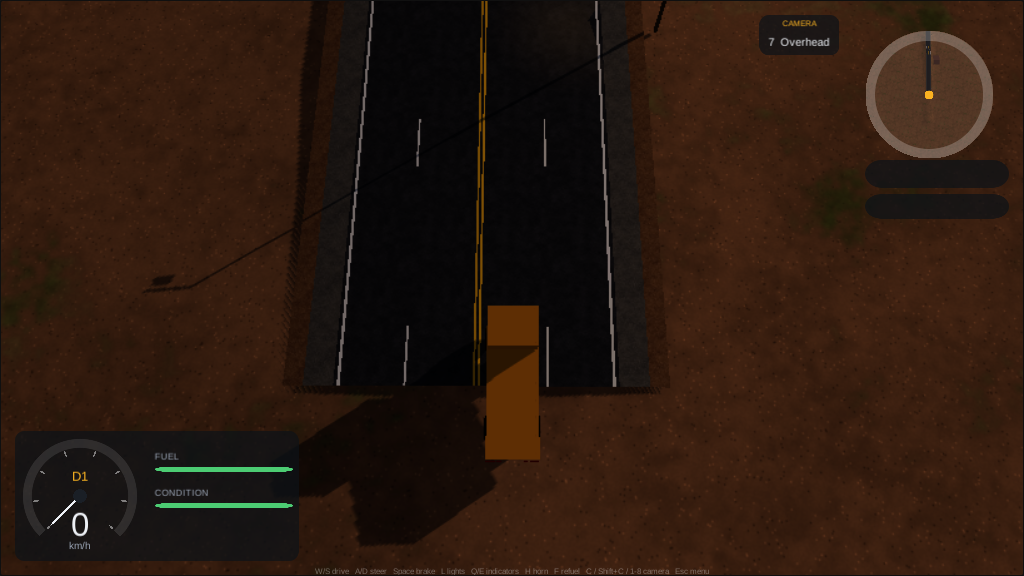 CAMERA
7 Overhead
FUEL
D1
CONDITION
0
km/h
W/S drive A/D steer Space brake L lights Q/E indicators H horn F refuel C / Shift+C / 1-8 camera Esc menu